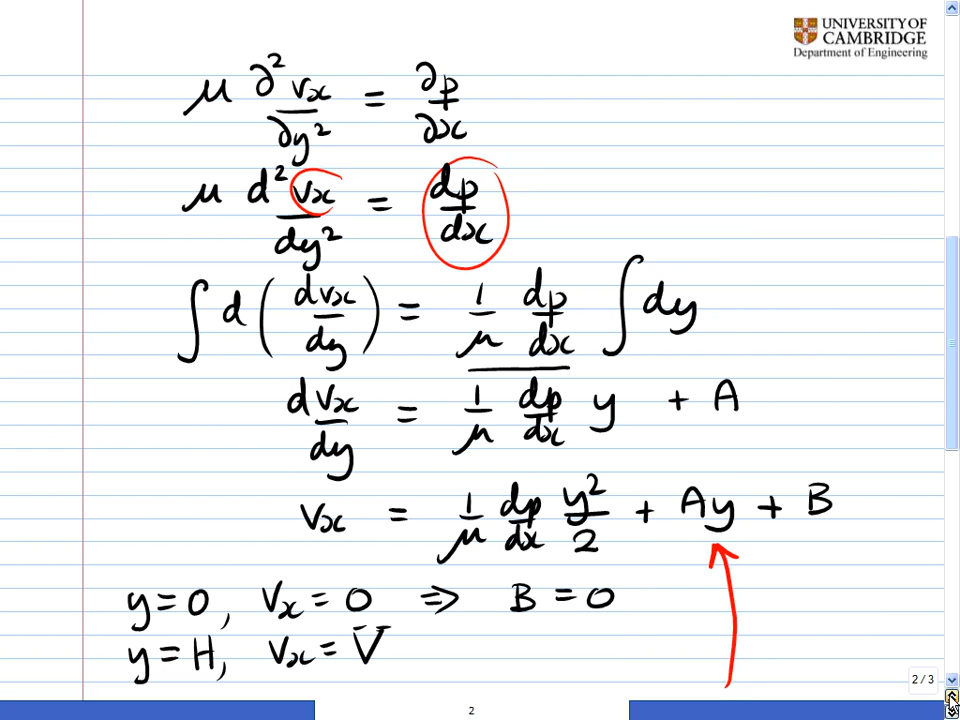 UNIVERSITY OF
CAMBRIDGE
Department of Engineering
μ ∂²vx/∂y² = ∂p/∂x
μ d²vx/dy² = dp/dx
∫ d(dvx/dy) = 1/μ dp/dx ∫ dy
dvx/dy = 1/μ dp/dx y + A
vx = 1/μ dp/dx y²/2 + Ay + B
y = 0, vx = 0 ⇒ B = 0
y = H, vx = V
2 / 3
2